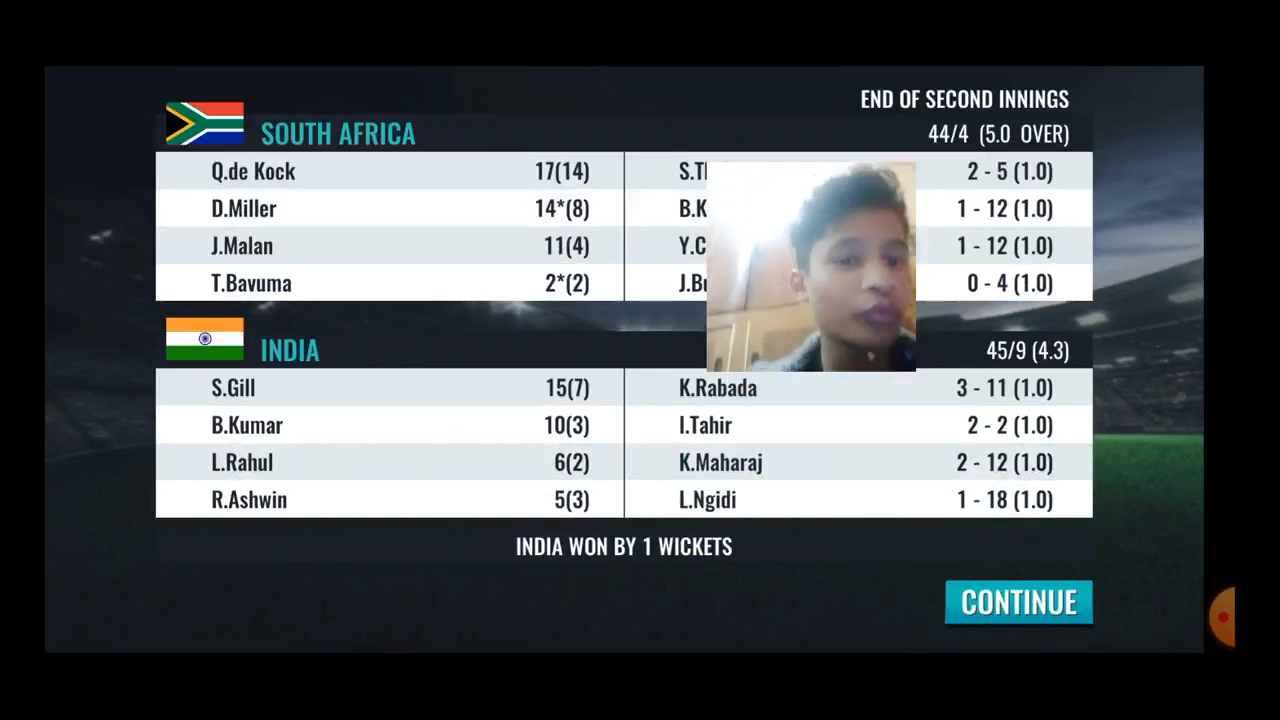 END OF SECOND INNINGS
SOUTH AFRICA 44/4 (5.0 OVER)
Q.de Kock 17(14) 2 - 5 (1.0)
D.Miller 14*(8) 1 - 12 (1.0)
J.Malan 11(4) 1 - 12 (1.0)
T.Bavuma 2*(2) 0 - 4 (1.0)
INDIA 45/9 (4.3)
S.Gill 15(7) K.Rabada 3 - 11 (1.0)
B.Kumar 10(3) I.Tahir 2 - 2 (1.0)
L.Rahul 6(2) K.Maharaj 2 - 12 (1.0)
R.Ashwin 5(3) L.Ngidi 1 - 18 (1.0)
INDIA WON BY 1 WICKETS
CONTINUE